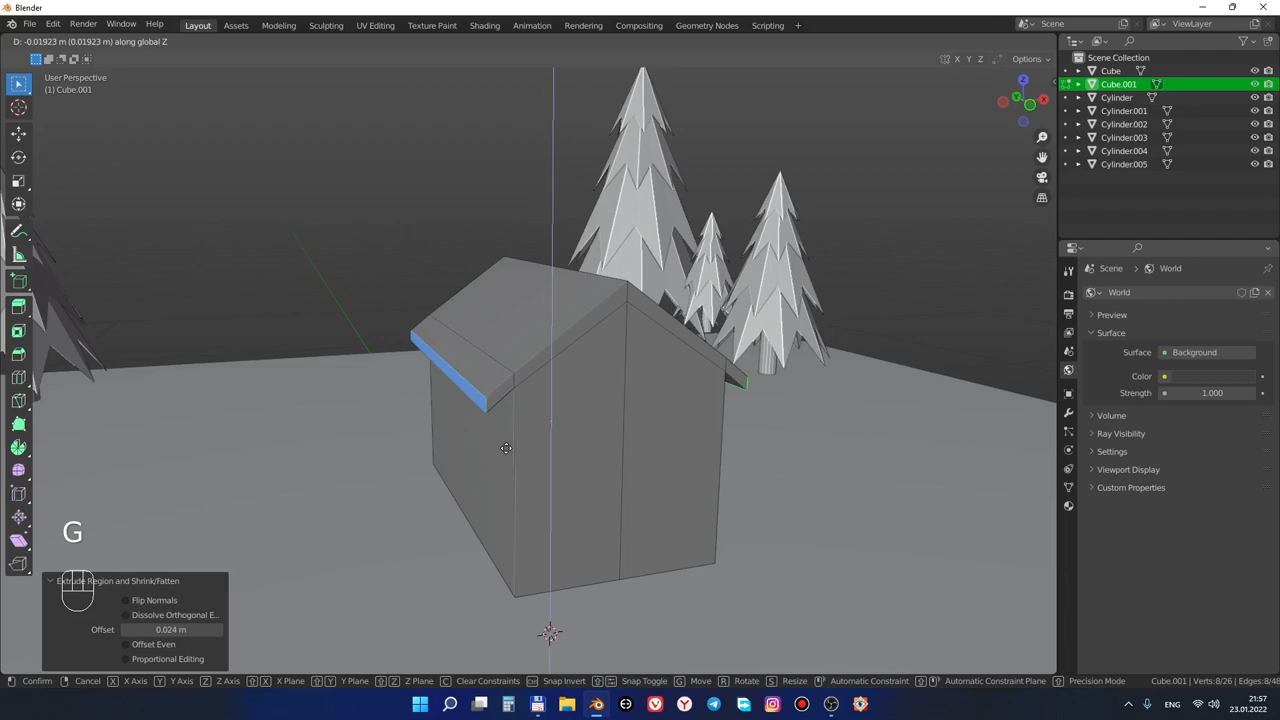 Blender
File Edit Render Window Help Layout Assets Modeling Sculpting UV Editing Texture Paint Shading Animation Rendering Compositing Geometry Nodes Scripting + Scene ViewLayer
D: -0.01923 m (0.01923 m) along global Z
X Y Z Options
User Perspective
(1) Cube.001
Z
X
Y
Scene Collection
Cube
Cube.001
Cylinder
Cylinder.001
Cylinder.002
Cylinder.003
Cylinder.004
Cylinder.005
Scene World
World
Preview
Surface
Surface Background
Color
Strength 1.000
Volume
Ray Visibility
Settings
Viewport Display
Custom Properties
G
Extrude Region and Shrink/Fatten
Flip Normals
Dissolve Orthogonal E...
Offset 0.024 m
Offset Even
Proportional Editing
Confirm X Cancel X X Axis Y Y Axis Z Z Axis X X Plane Y Y Plane Z Z Plane C Clear Constraints Snap Invert Snap Toggle G Move R Rotate S Resize Automatic Constraint Automatic Constraint Plane Precision Mode Cube.001 | Verts:8/26 | Edges:8/48
ENG 21:57
23.01.2022